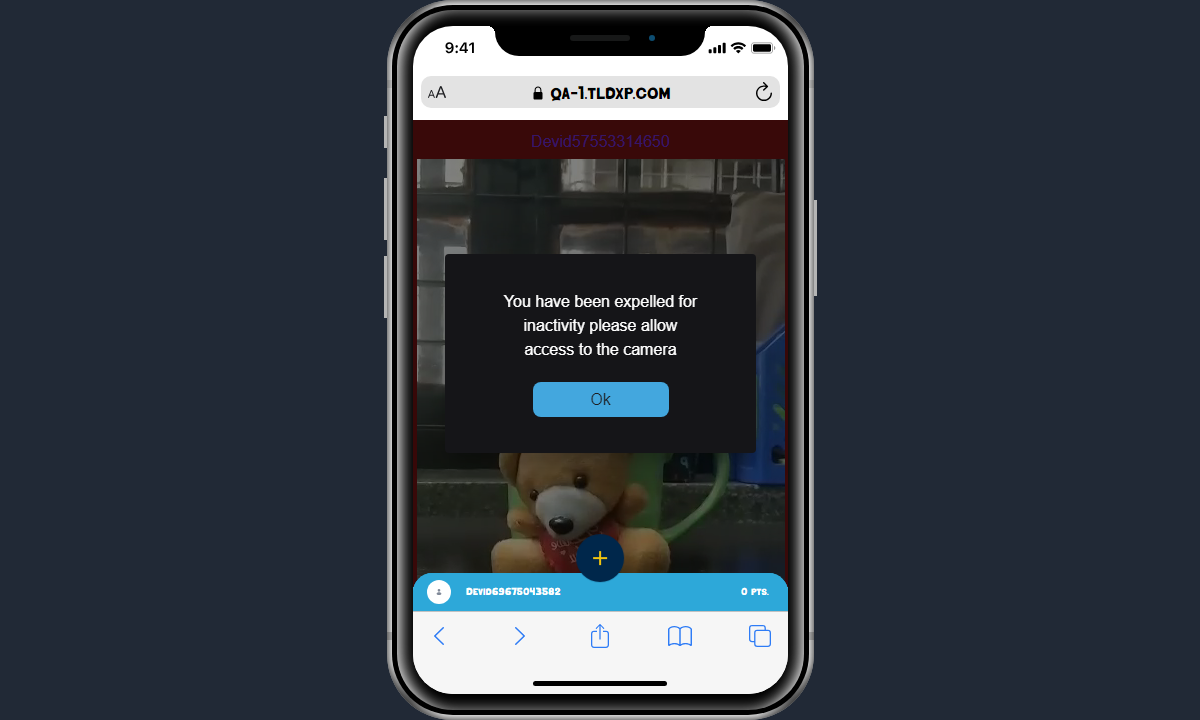 9:41
AA QA-1.TLDXP.COM
Devid57553314650
You have been expelled for
inactivity please allow
access to the camera
Ok
DEVID69675043582 0 PTS.